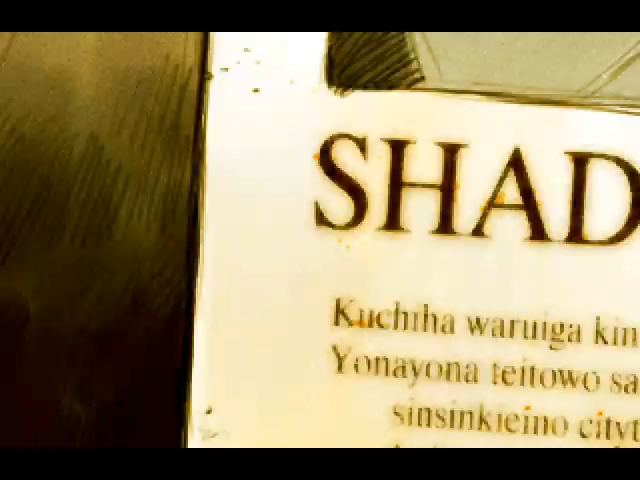 SHAD
Kuchiha waruiga kin
Yonayona teitowo sa
sinsinkieino cityt